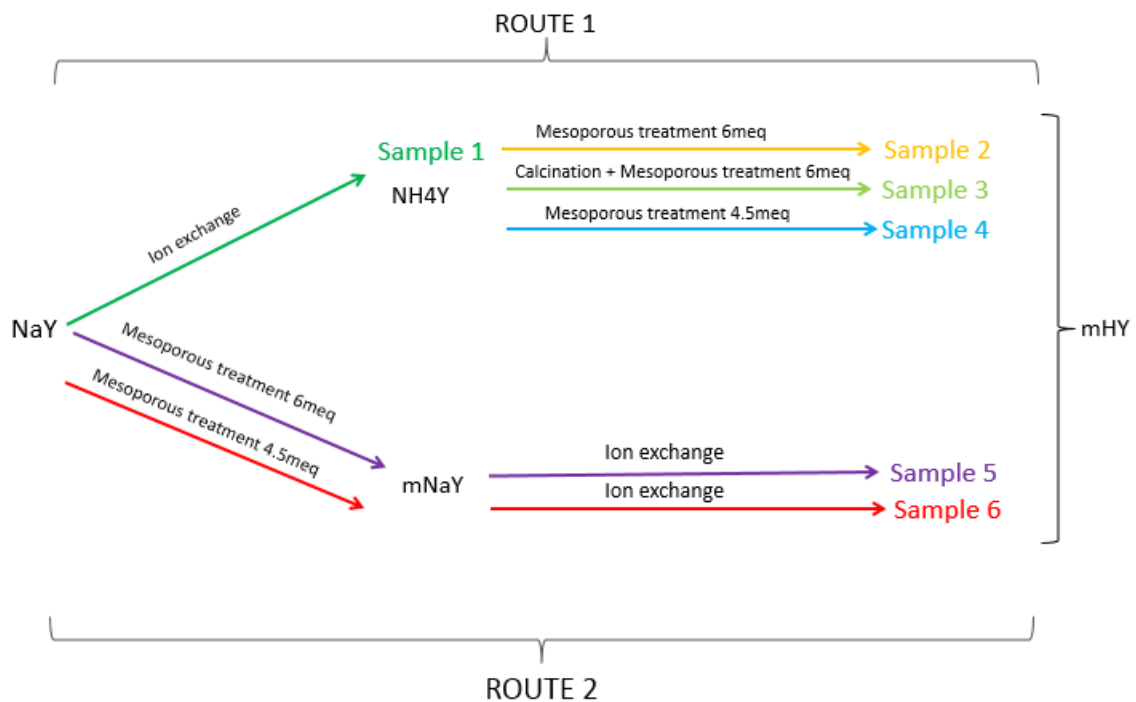 ROUTE 1
Mesoporous treatment 6meq
Sample 1
Sample 2
Calcination + Mesoporous treatment 6meq
NH4Y
Sample 3
Mesoporous treatment 4.5meq
Sample 4
Ion exchange
NaY
mHY
Mesoporous treatment 6meq
Mesoporous treatment 4.5meq
Ion exchange
mNaY
Sample 5
Ion exchange
Sample 6
ROUTE 2